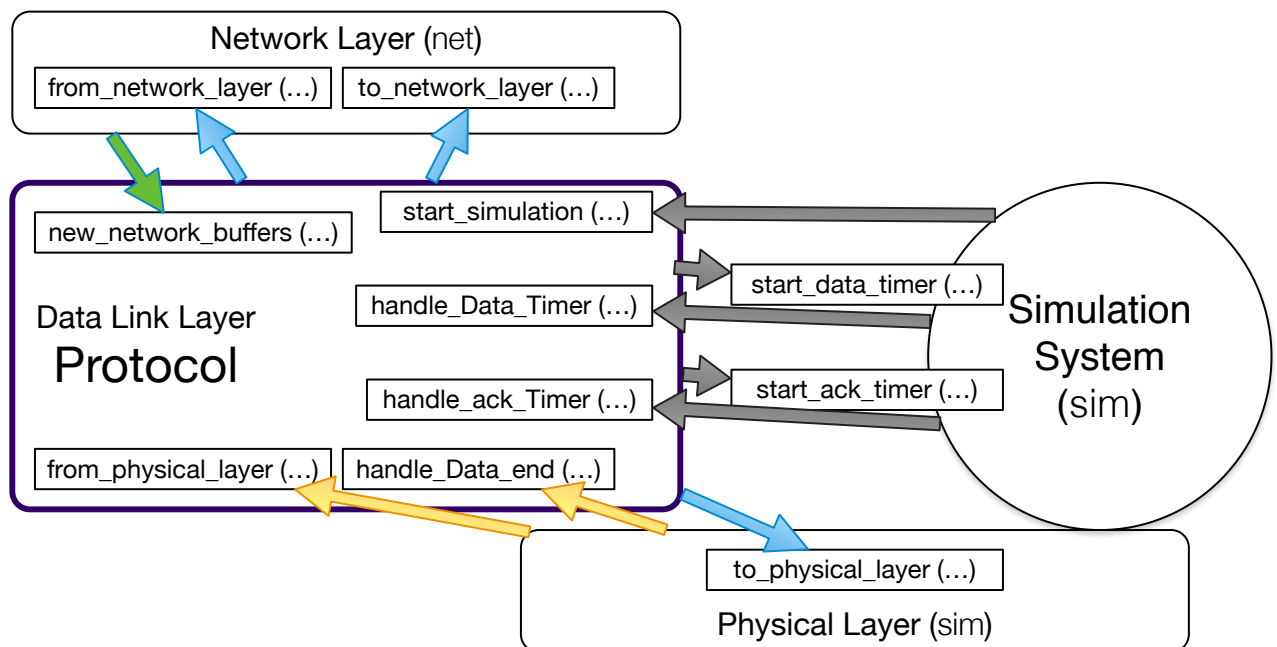 Network Layer (net)
from_network_layer (…)
to_network_layer (…)
new_network_buffers (…)
start_simulation (…)
Data Link Layer
Protocol
handle_Data_Timer (…)
handle_ack_Timer (…)
from_physical_layer (…)
handle_Data_end (…)
start_data_timer (…)
start_ack_timer (…)
Simulation
System
(sim)
to_physical_layer (…)
Physical Layer (sim)